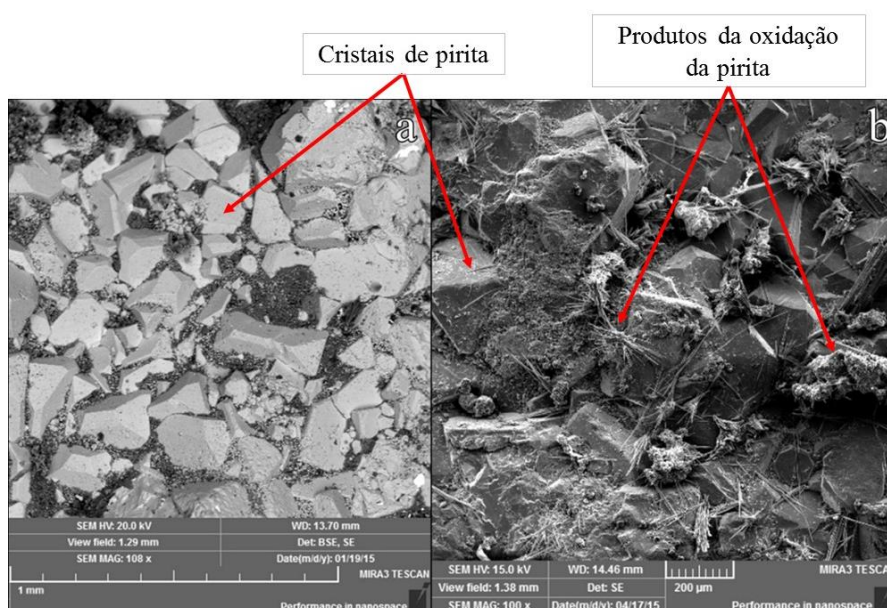 Cristais de pirita
Produtos da oxidação
da pirita
a
b
SEM HV: 20.0 kV WD: 13.70 mm
View field: 1.29 mm Det: BSE, SE
SEM MAG: 108 x Date(m/d/y): 01/19/15
1 mm
MIRA3 TESCAN
Performance in nanospace
SEM HV: 15.0 kV WD: 14.46 mm
View field: 1.38 mm Det: SE
SEM MAG: 100 x Date(m/d/y): 04/17/15
200 µm
MIRA3 TESCAN
Performance in nanospace